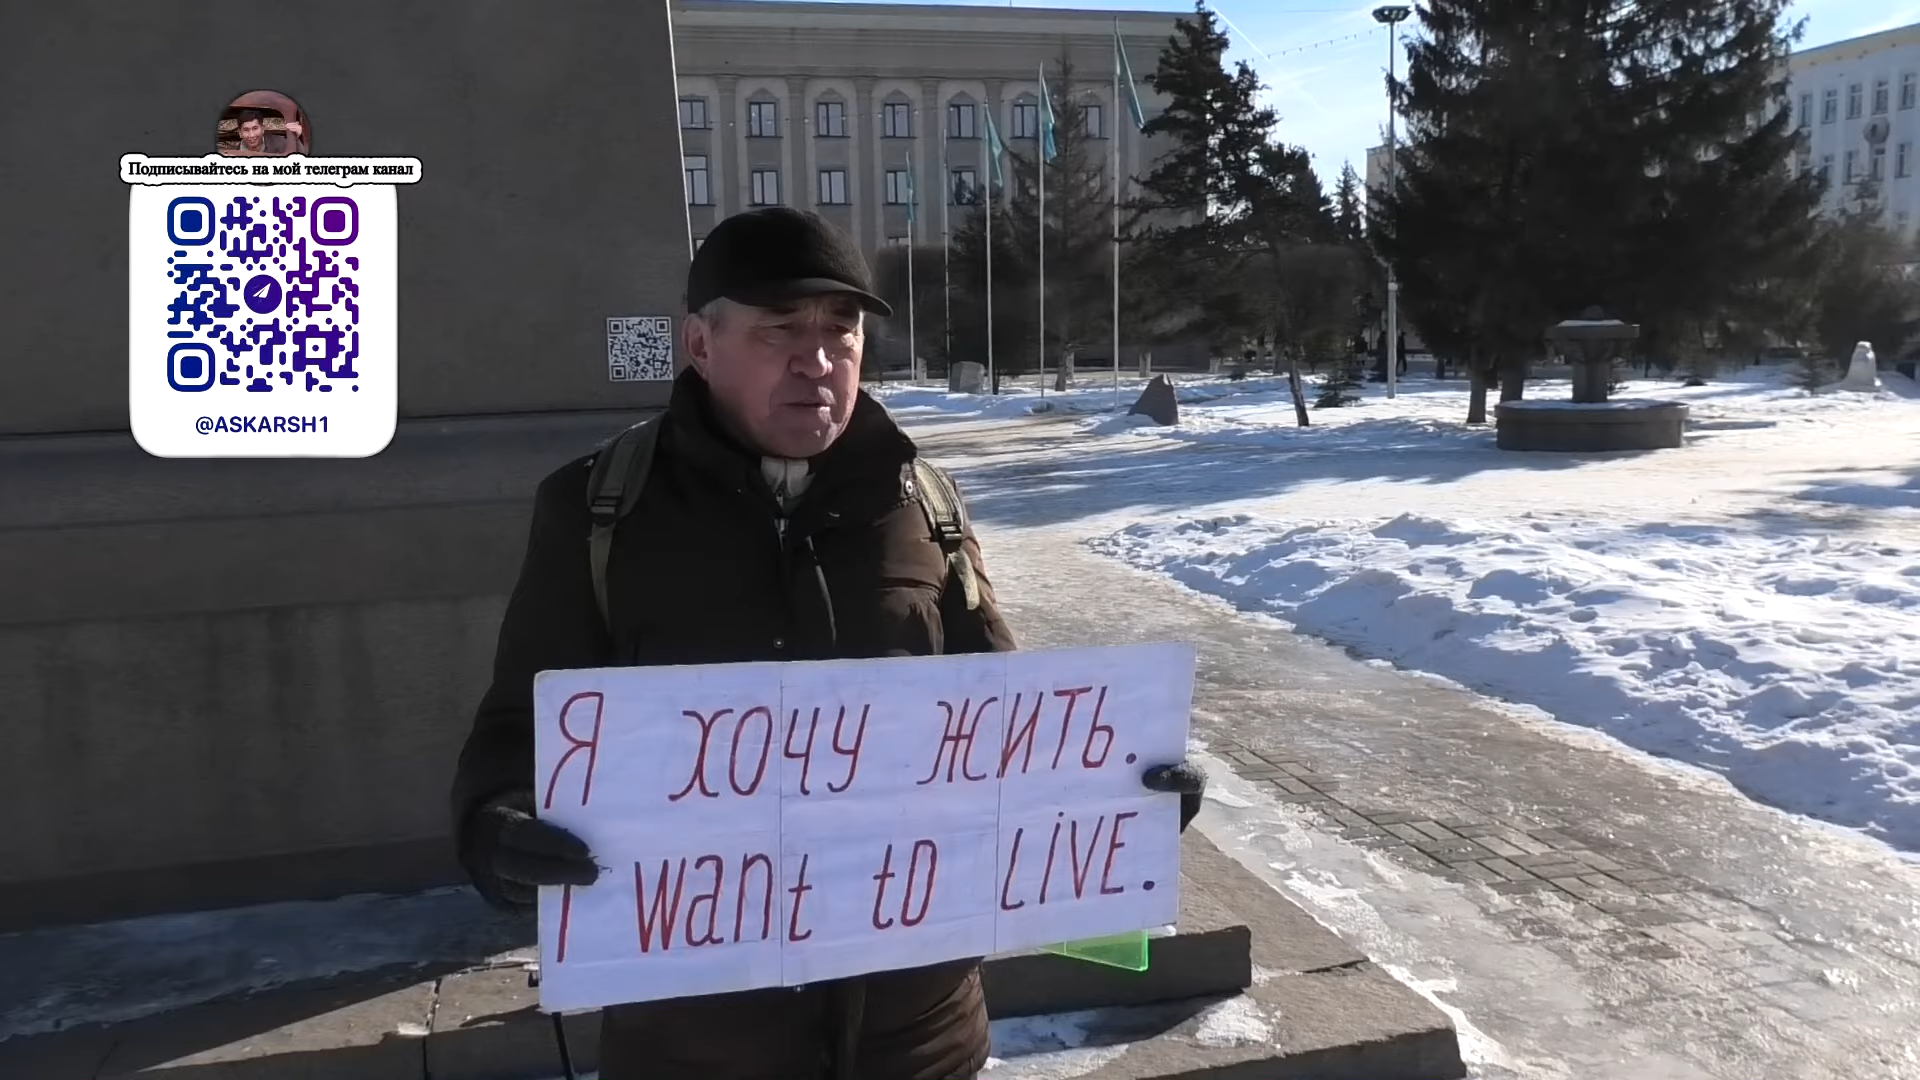 Подписывайтесь на мой телеграм канал
@ASKARSH1
Я хочу жить.
I want to LiVE.